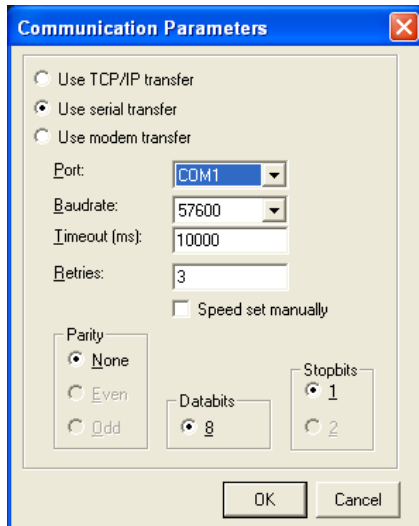 Communication Parameters
Use TCP/IP transfer
Use serial transfer
Use modem transfer
Port: COM1
Baudrate: 57600
Timeout (ms): 10000
Retries: 3
Speed set manually
Parity
None
Even
Odd
Databits
8
Stopbits
1
2
OK Cancel